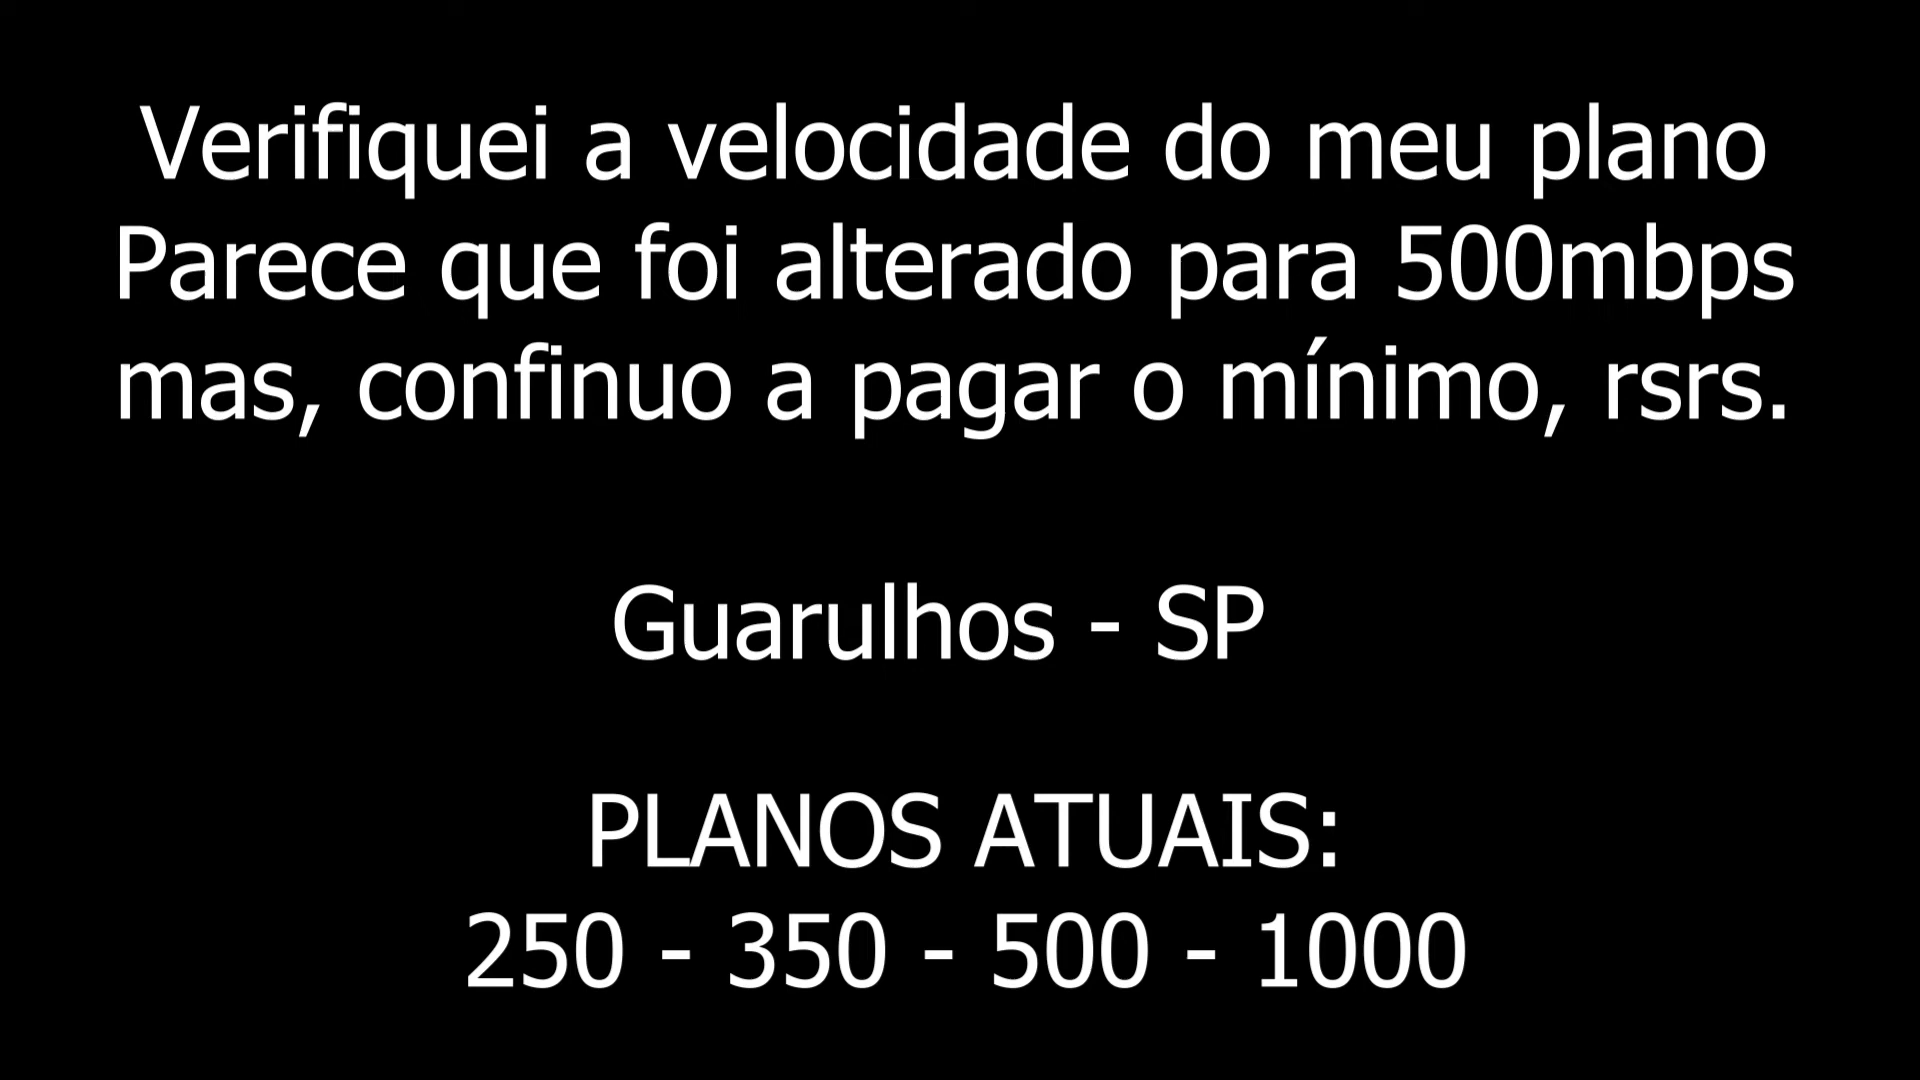 Verifiquei a velocidade do meu plano
Parece que foi alterado para 500mbps
mas, confinuo a pagar o mínimo, rsrs.
Guarulhos - SP
PLANOS ATUAIS:
250 - 350 - 500 - 1000